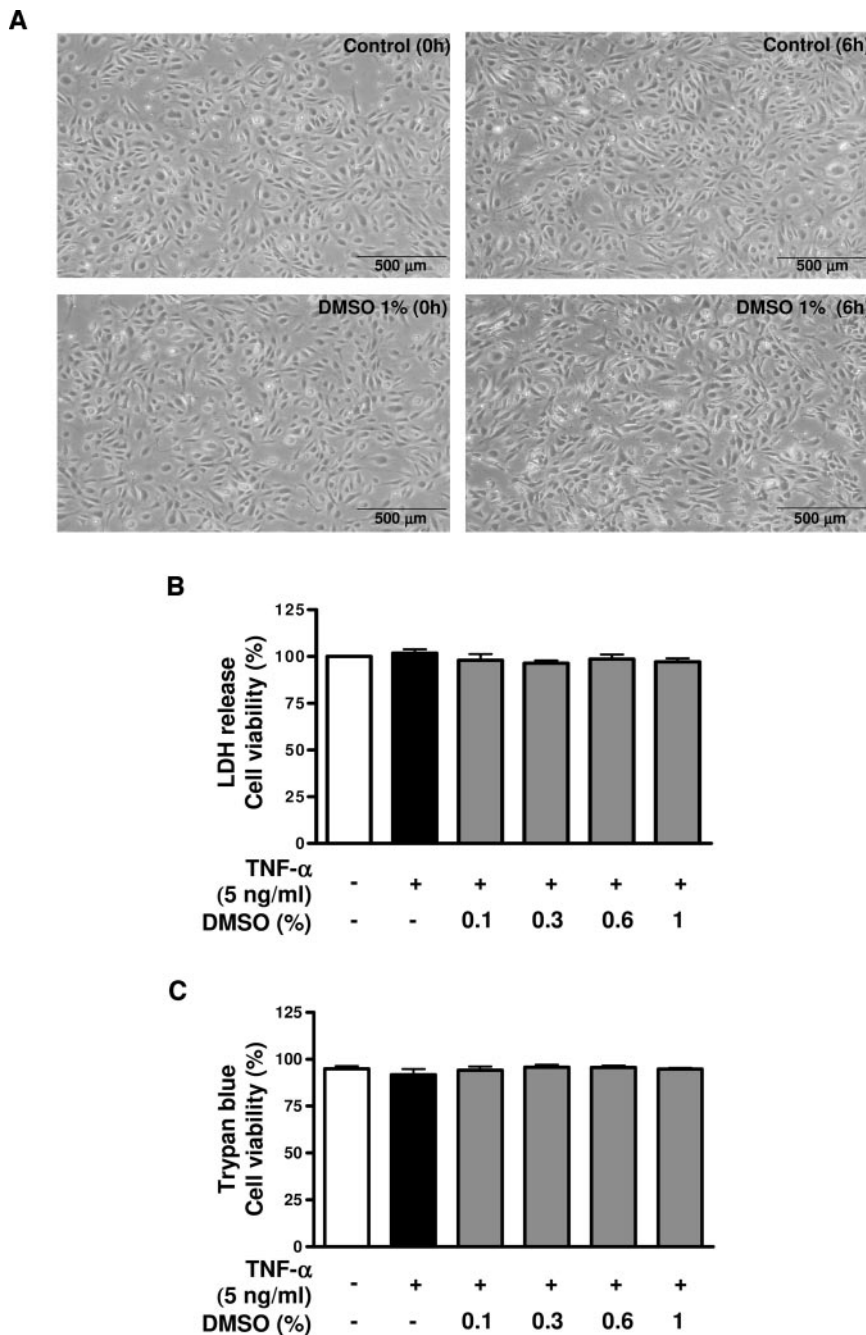 A
Control (0h)
Control (6h)
500 μm
500 μm
DMSO 1% (0h)
DMSO 1% (6h
500 μm
500 μm
B
LDH release
Cell viability (%)
125
100
75
50
25
0
TNF-α
(5 ng/ml)
- + + + + +
DMSO (%) - - 0.1 0.3 0.6 1
C
Trypan blue
Cell viability (%)
125
100
75
50
25
0
TNF-α
(5 ng/ml)
- + + + + +
DMSO (%) - - 0.1 0.3 0.6 1